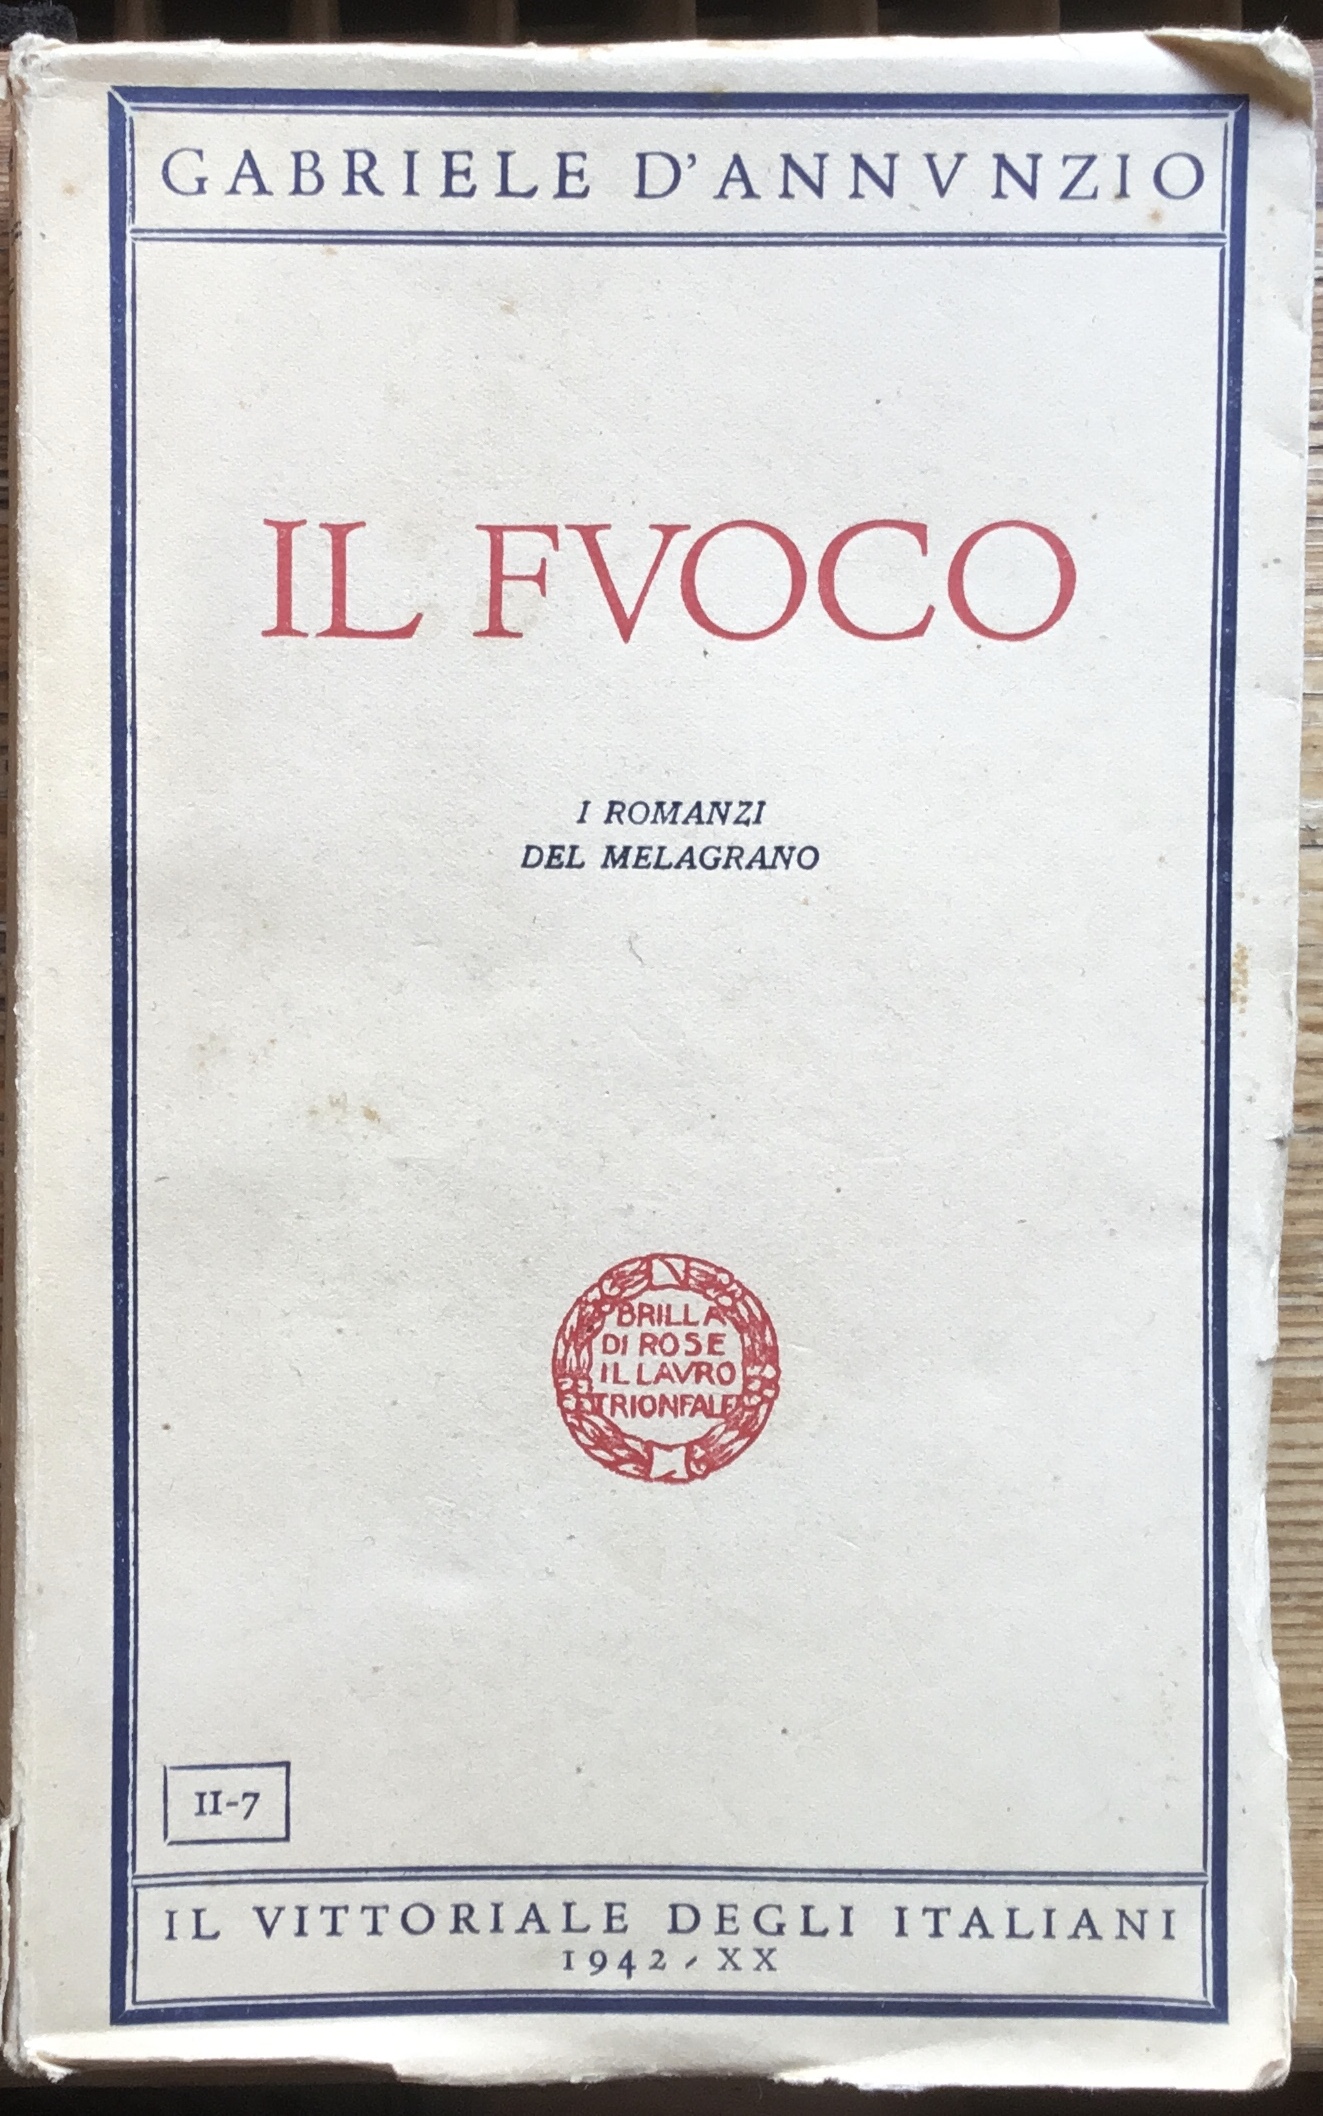 GABRIELE D'ANNVNZIO
IL FVOCO
I ROMANZI
DEL MELAGRANO
BRILLA
DI ROSE
IL LAVRO
TRIONFALE
II-7
IL VITTORIALE DEGLI ITALIANI
1942 - XX